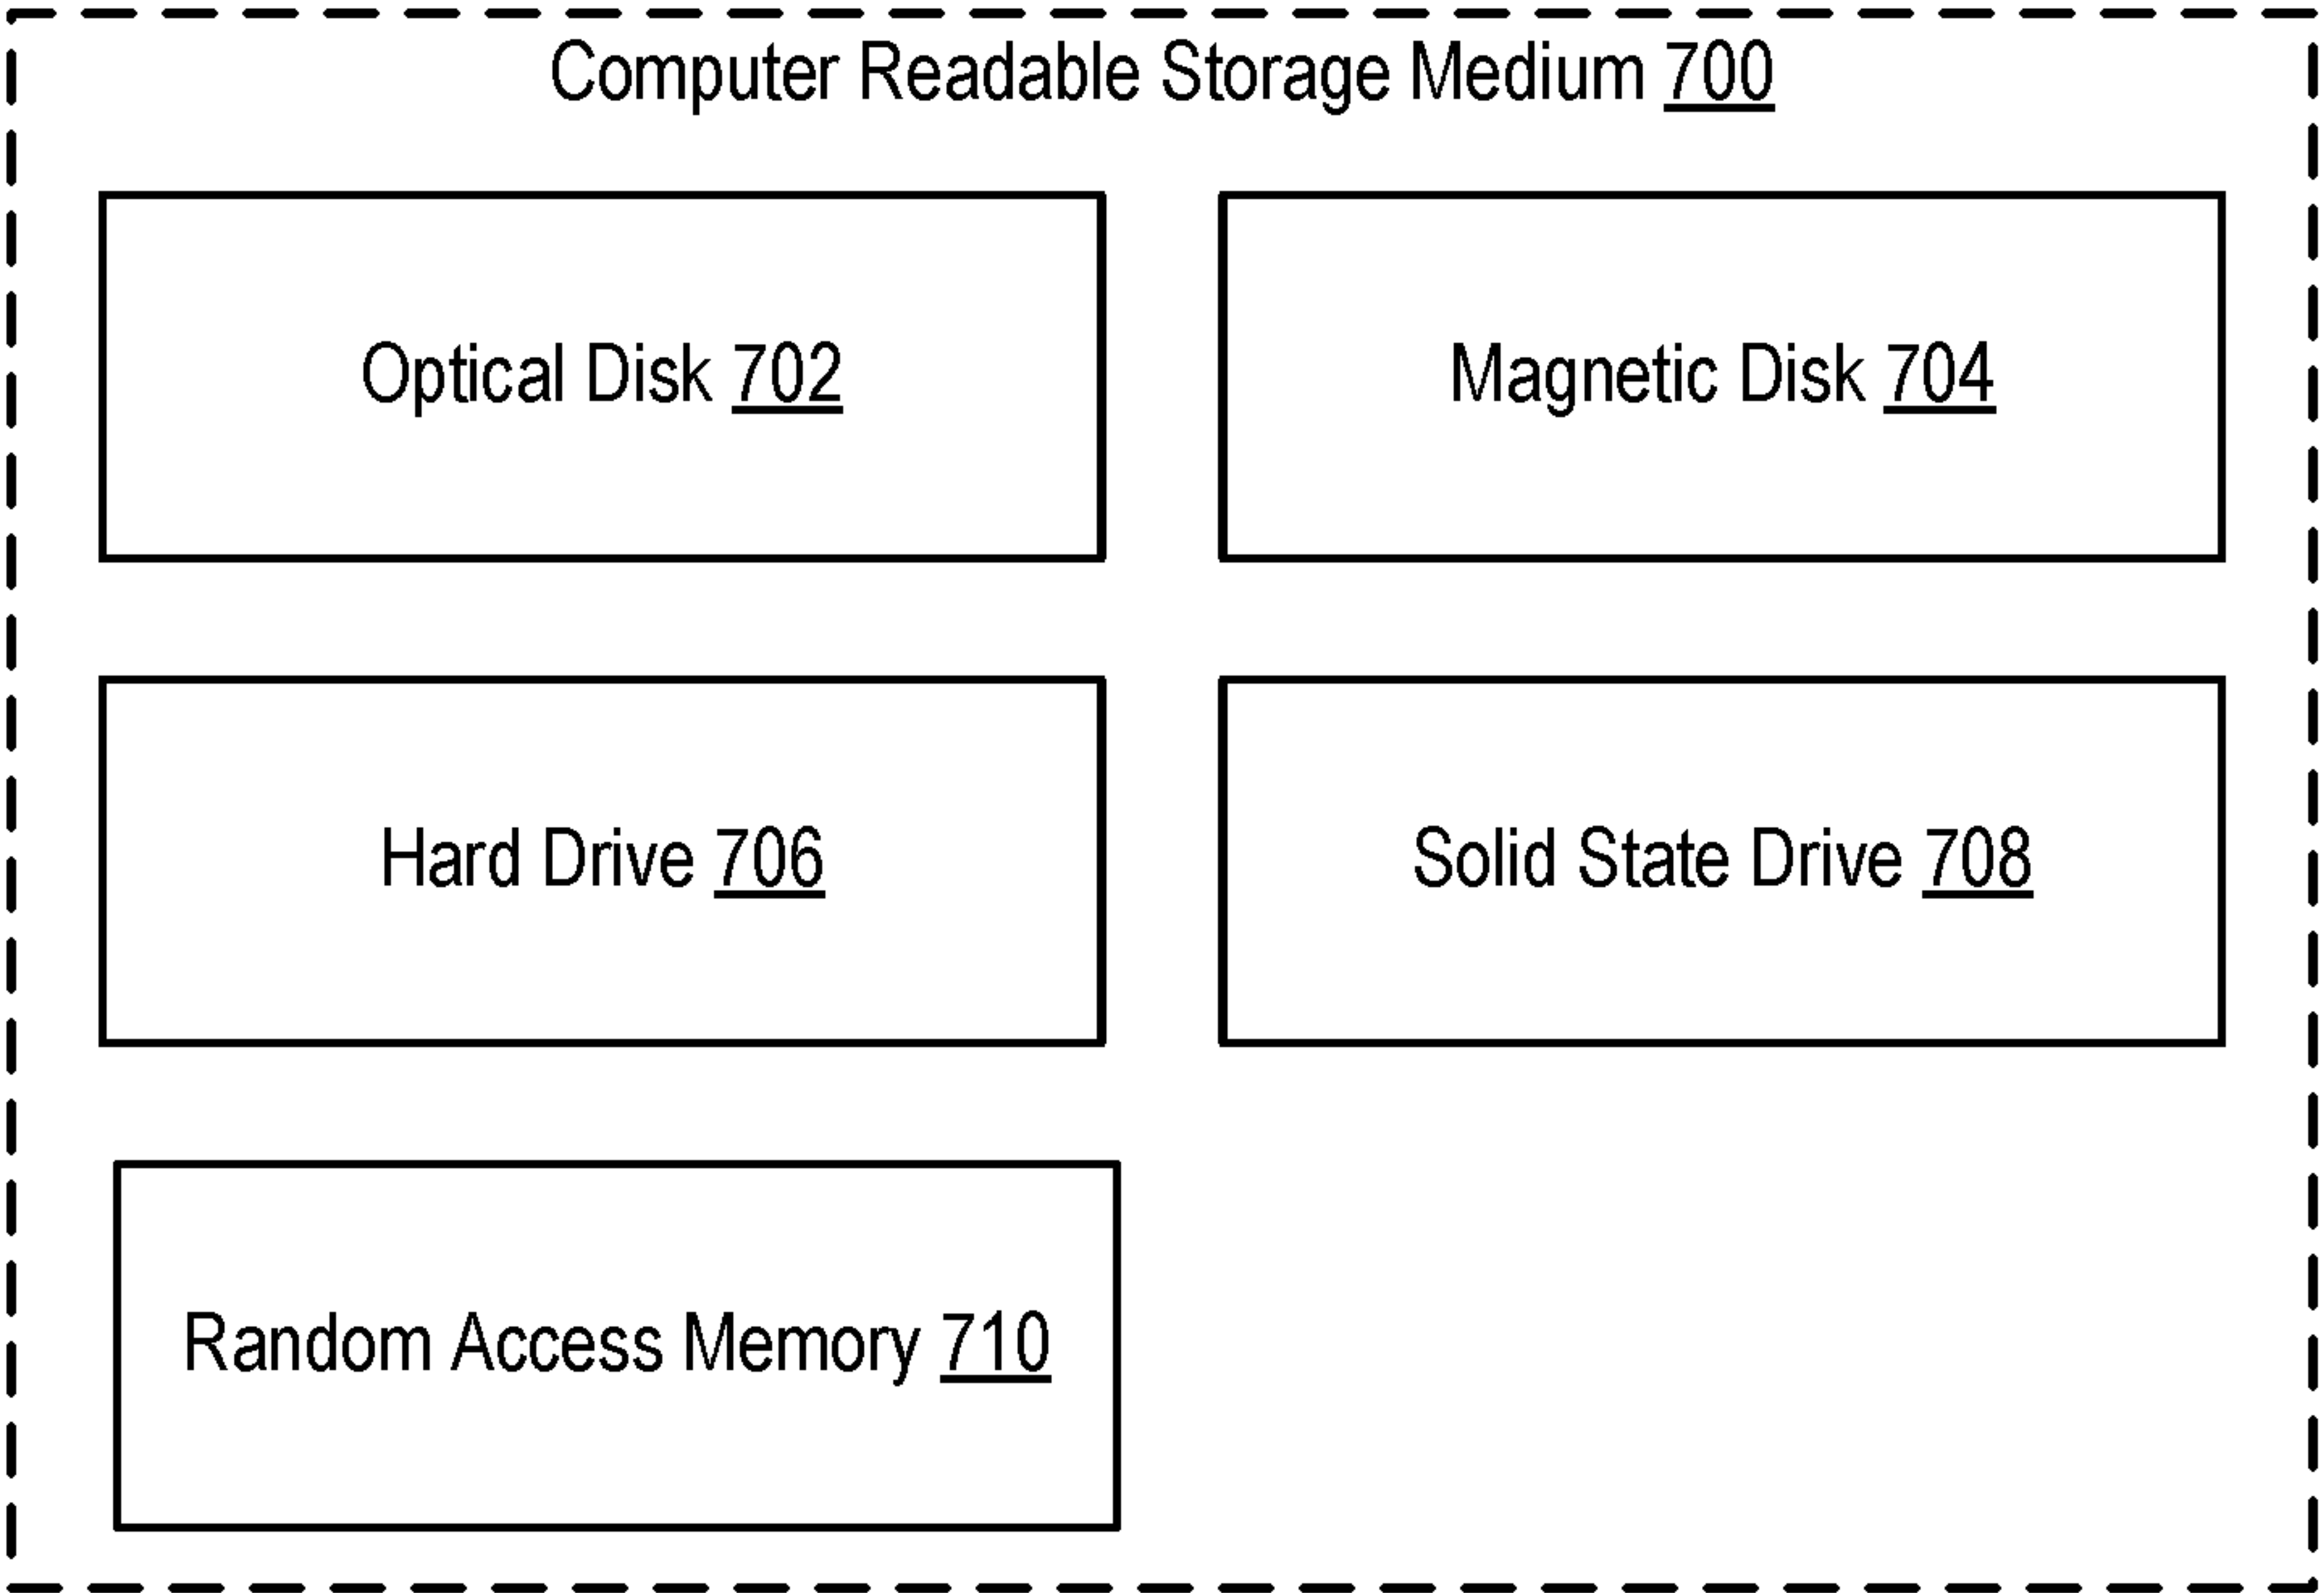 Computer Readable Storage Medium 700
Optical Disk 702
Magnetic Disk 704
Hard Drive 706
Solid State Drive 708
Random Access Memory 710